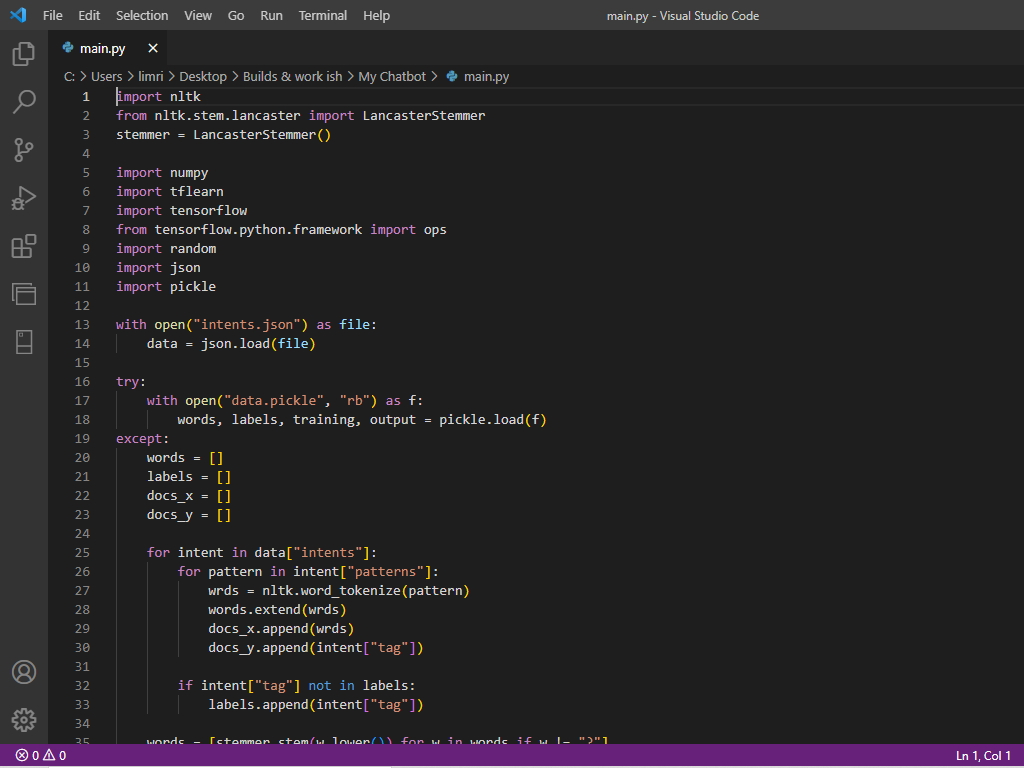 File Edit Selection View Go Run Terminal Help main.py - Visual Studio Code
main.py ✕
C: > Users > limri > Desktop > Builds & work ish > My Chatbot > main.py
1 import nltk
2 from nltk.stem.lancaster import LancasterStemmer
3 stemmer = LancasterStemmer()
4
5 import numpy
6 import tflearn
7 import tensorflow
8 from tensorflow.python.framework import ops
9 import random
10 import json
11 import pickle
12
13 with open("intents.json") as file:
14     data = json.load(file)
15
16 try:
17     with open("data.pickle", "rb") as f:
18         words, labels, training, output = pickle.load(f)
19 except:
20     words = []
21     labels = []
22     docs_x = []
23     docs_y = []
24
25     for intent in data["intents"]:
26         for pattern in intent["patterns"]:
27             wrds = nltk.word_tokenize(pattern)
28             words.extend(wrds)
29             docs_x.append(wrds)
30             docs_y.append(intent["tag"])
31
32         if intent["tag"] not in labels:
33             labels.append(intent["tag"])
34
35     words = [stemmer.stem(w.lower()) for w in words if w != "?"]
0 0 Ln 1, Col 1